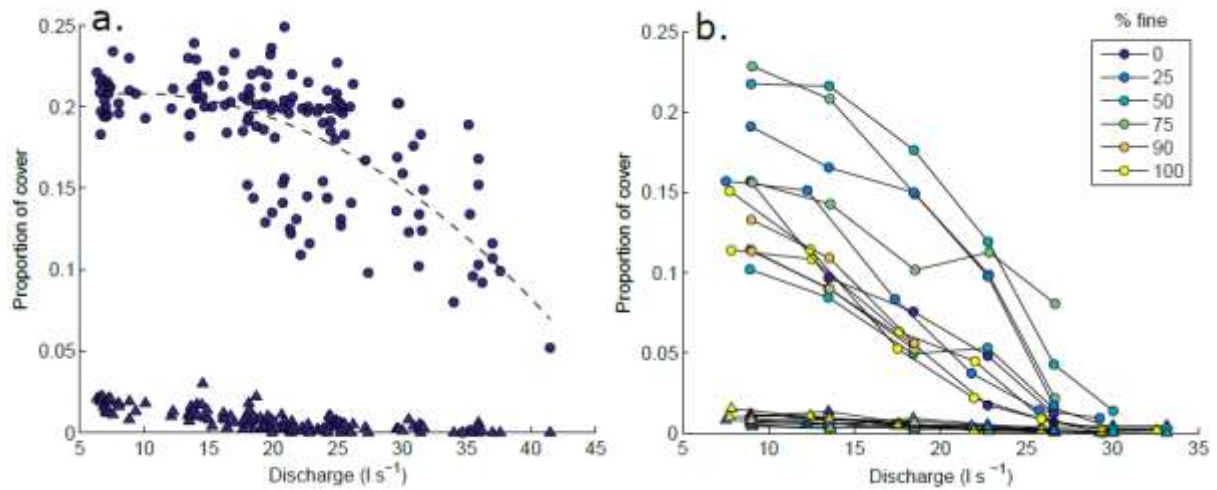 a.
Proportion of cover
0.25
0.2
0.15
0.1
0.05
0
5 10 15 20 25 30 35 40 45
Discharge (l s⁻¹)
b.
Proportion of cover
0.25
0.2
0.15
0.1
0.05
0
5 10 15 20 25 30 35
Discharge (l s⁻¹)
% fine
0
25
50
75
90
100